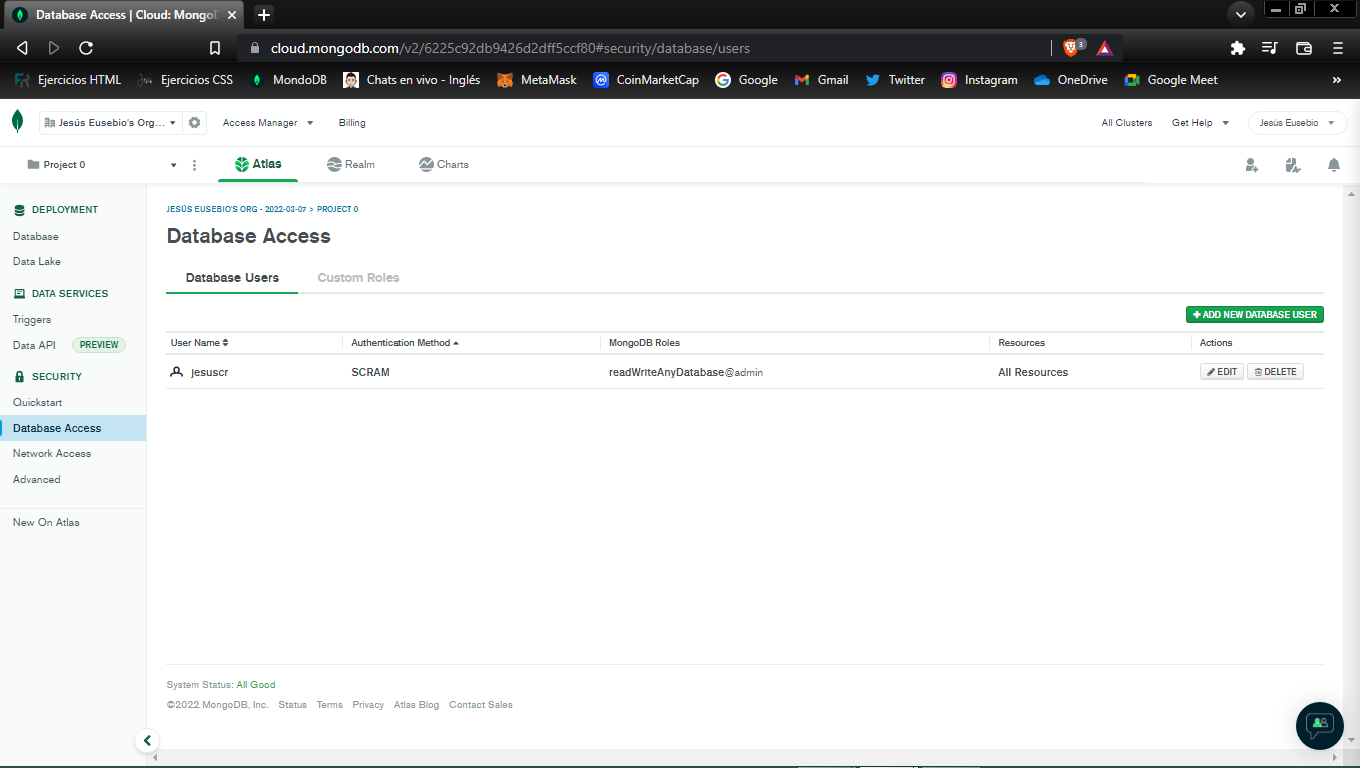 Database Access | Cloud: MongoD
cloud.mongodb.com/v2/6225c92db9426d2dff5ccf80#security/database/users
3
Ejercicios HTML Ejercicios CSS MondoDB Chats en vivo - Inglés MetaMask CoinMarketCap Google Gmail Twitter Instagram OneDrive Google Meet »
Jesús Eusebio's Org... Access Manager Billing All Clusters Get Help Jesús Eusebio
Project 0 Atlas Realm Charts
DEPLOYMENT
Database
Data Lake
DATA SERVICES
Triggers
Data API PREVIEW
SECURITY
Quickstart
Database Access
Network Access
Advanced
New On Atlas
JESÚS EUSEBIO'S ORG - 2022-03-07 > PROJECT 0
Database Access
Database Users Custom Roles
+ ADD NEW DATABASE USER
User Name Authentication Method MongoDB Roles Resources Actions
jesuscr SCRAM readWriteAnyDatabase@admin All Resources EDIT DELETE
System Status: All Good
©2022 MongoDB, Inc. Status Terms Privacy Atlas Blog Contact Sales